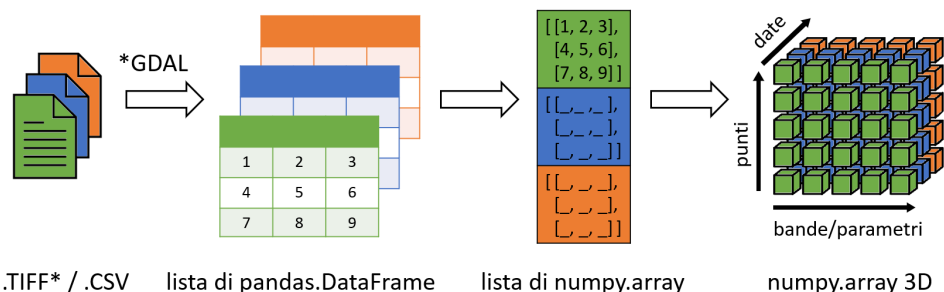 *GDAL
1 2 3
4 5 6
7 8 9
[[1, 2, 3],
[4, 5, 6],
[7, 8, 9]]
[[_, _, _],
[_, _, _],
[_, _, _]]
[[_, _, _],
[_, _, _],
[_, _, _]]
date
punti
bande/parametri
.TIFF* / .CSV
lista di pandas.DataFrame
lista di numpy.array
numpy.array 3D